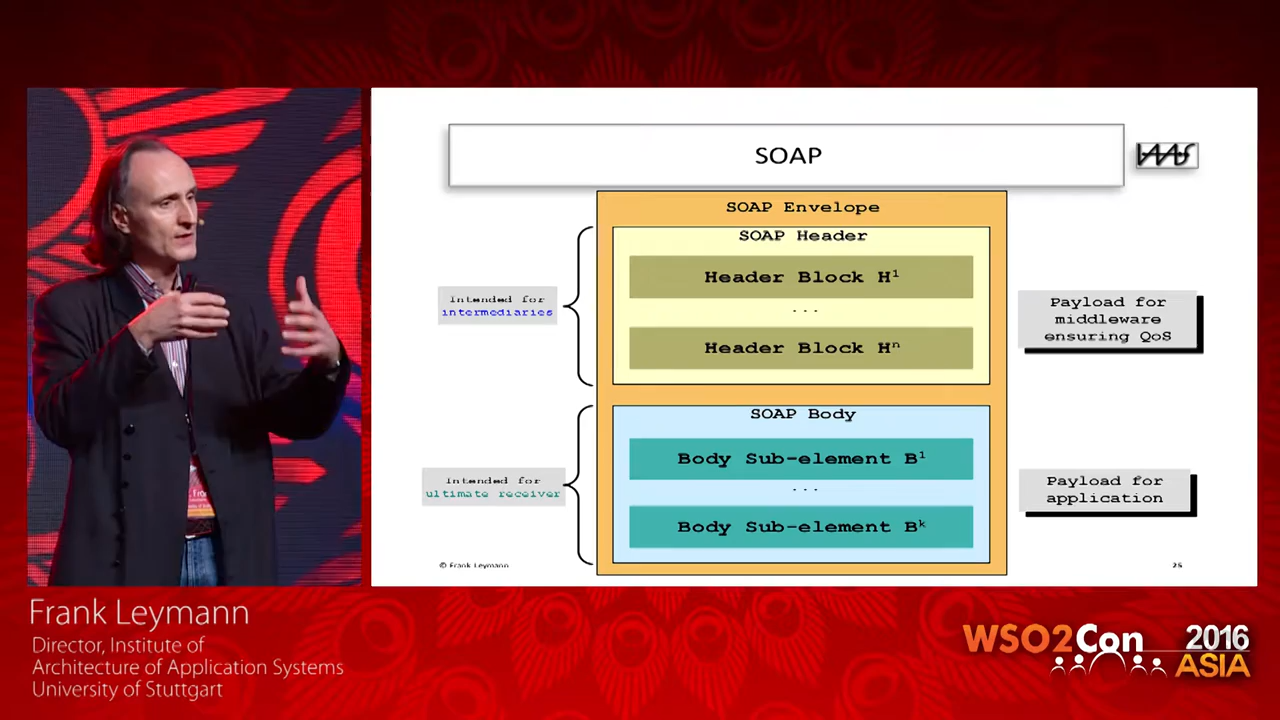 SOAP
IAAS
SOAP Envelope
SOAP Header
Header Block H¹
...
Header Block Hⁿ
Intended for
intermediaries
Payload for
middleware
ensuring QoS
SOAP Body
Body Sub-element B¹
...
Body Sub-element Bᵏ
Intended for
ultimate receiver
Payload for
application
© Frank Leymann
25
Frank Leymann
Director, Institute of
Architecture of Application Systems
University of Stuttgart
WSO2Con 2016
ASIA